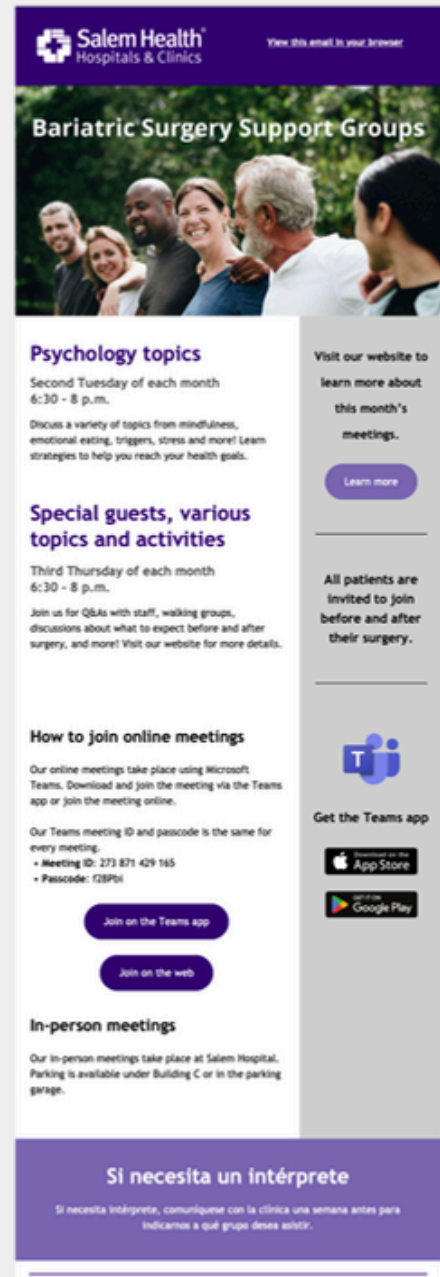 Salem Health®
Hospitals & Clinics
View this email in your browser
Bariatric Surgery Support Groups
Psychology topics
Second Tuesday of each month
6:30 - 8 p.m.
Discuss a variety of topics from mindfulness,
emotional eating, triggers, stress and more! Learn
strategies to help you reach your health goals.
Special guests, various
topics and activities
Third Thursday of each month
6:30 - 8 p.m.
Join us for Q&As with staff, walking groups,
discussions about what to expect before and after
surgery, and more! Visit our website for more details.
How to join online meetings
Our online meetings take place using Microsoft
Teams. Download and join the meeting via the Teams
app or join the meeting online.
Our Teams meeting ID and passcode is the same for
every meeting.
• Meeting ID: 273 871 429 165
• Passcode: f28Pbi
Join on the Teams app
Join on the web
In-person meetings
Our in-person meetings take place at Salem Hospital.
Parking is available under Building C or in the parking
garage.
Visit our website to
learn more about
this month's
meetings.
Learn more
All patients are
invited to join
before and after
their surgery.
T
Get the Teams app
Download on the
App Store
GET IT ON
Google Play
Si necesita un intérprete
Si necesita intérprete, comuníquese con la clínica una semana antes para
indicarnos a qué grupo desea asistir.